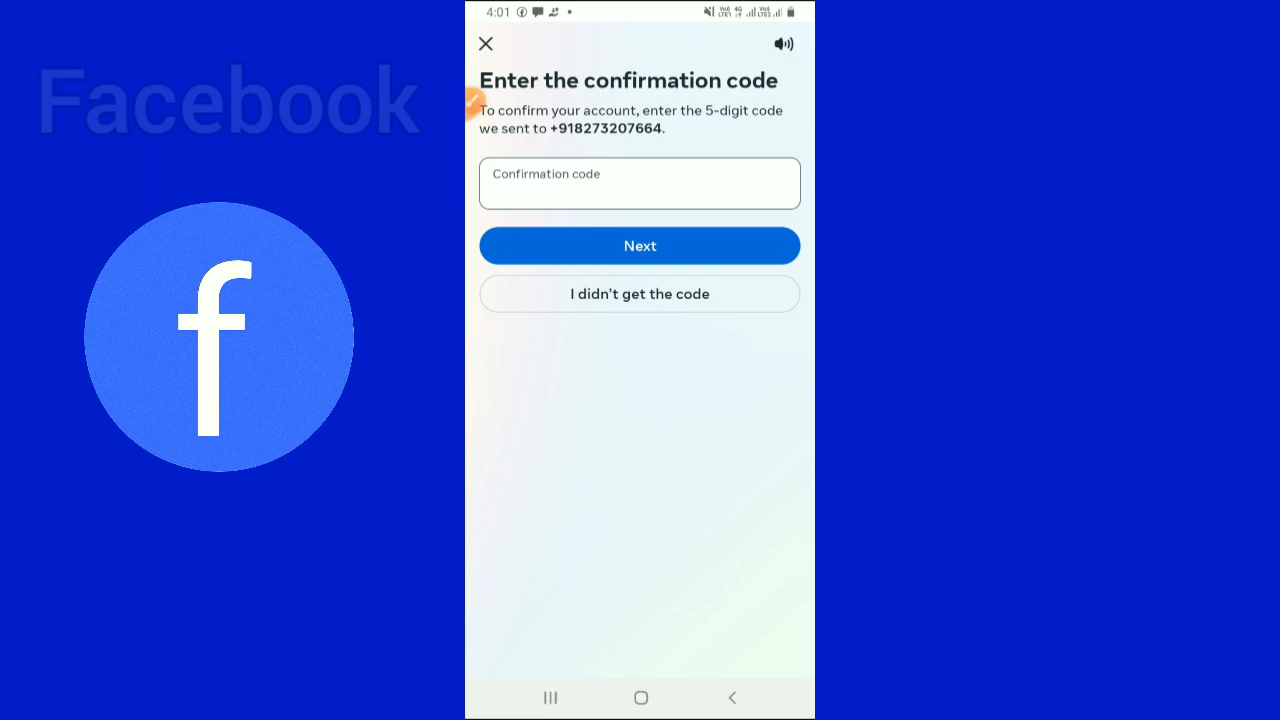 Facebook
4:01
Enter the confirmation code
To confirm your account, enter the 5-digit code
we sent to +918273207664.
Confirmation code
Next
I didn't get the code